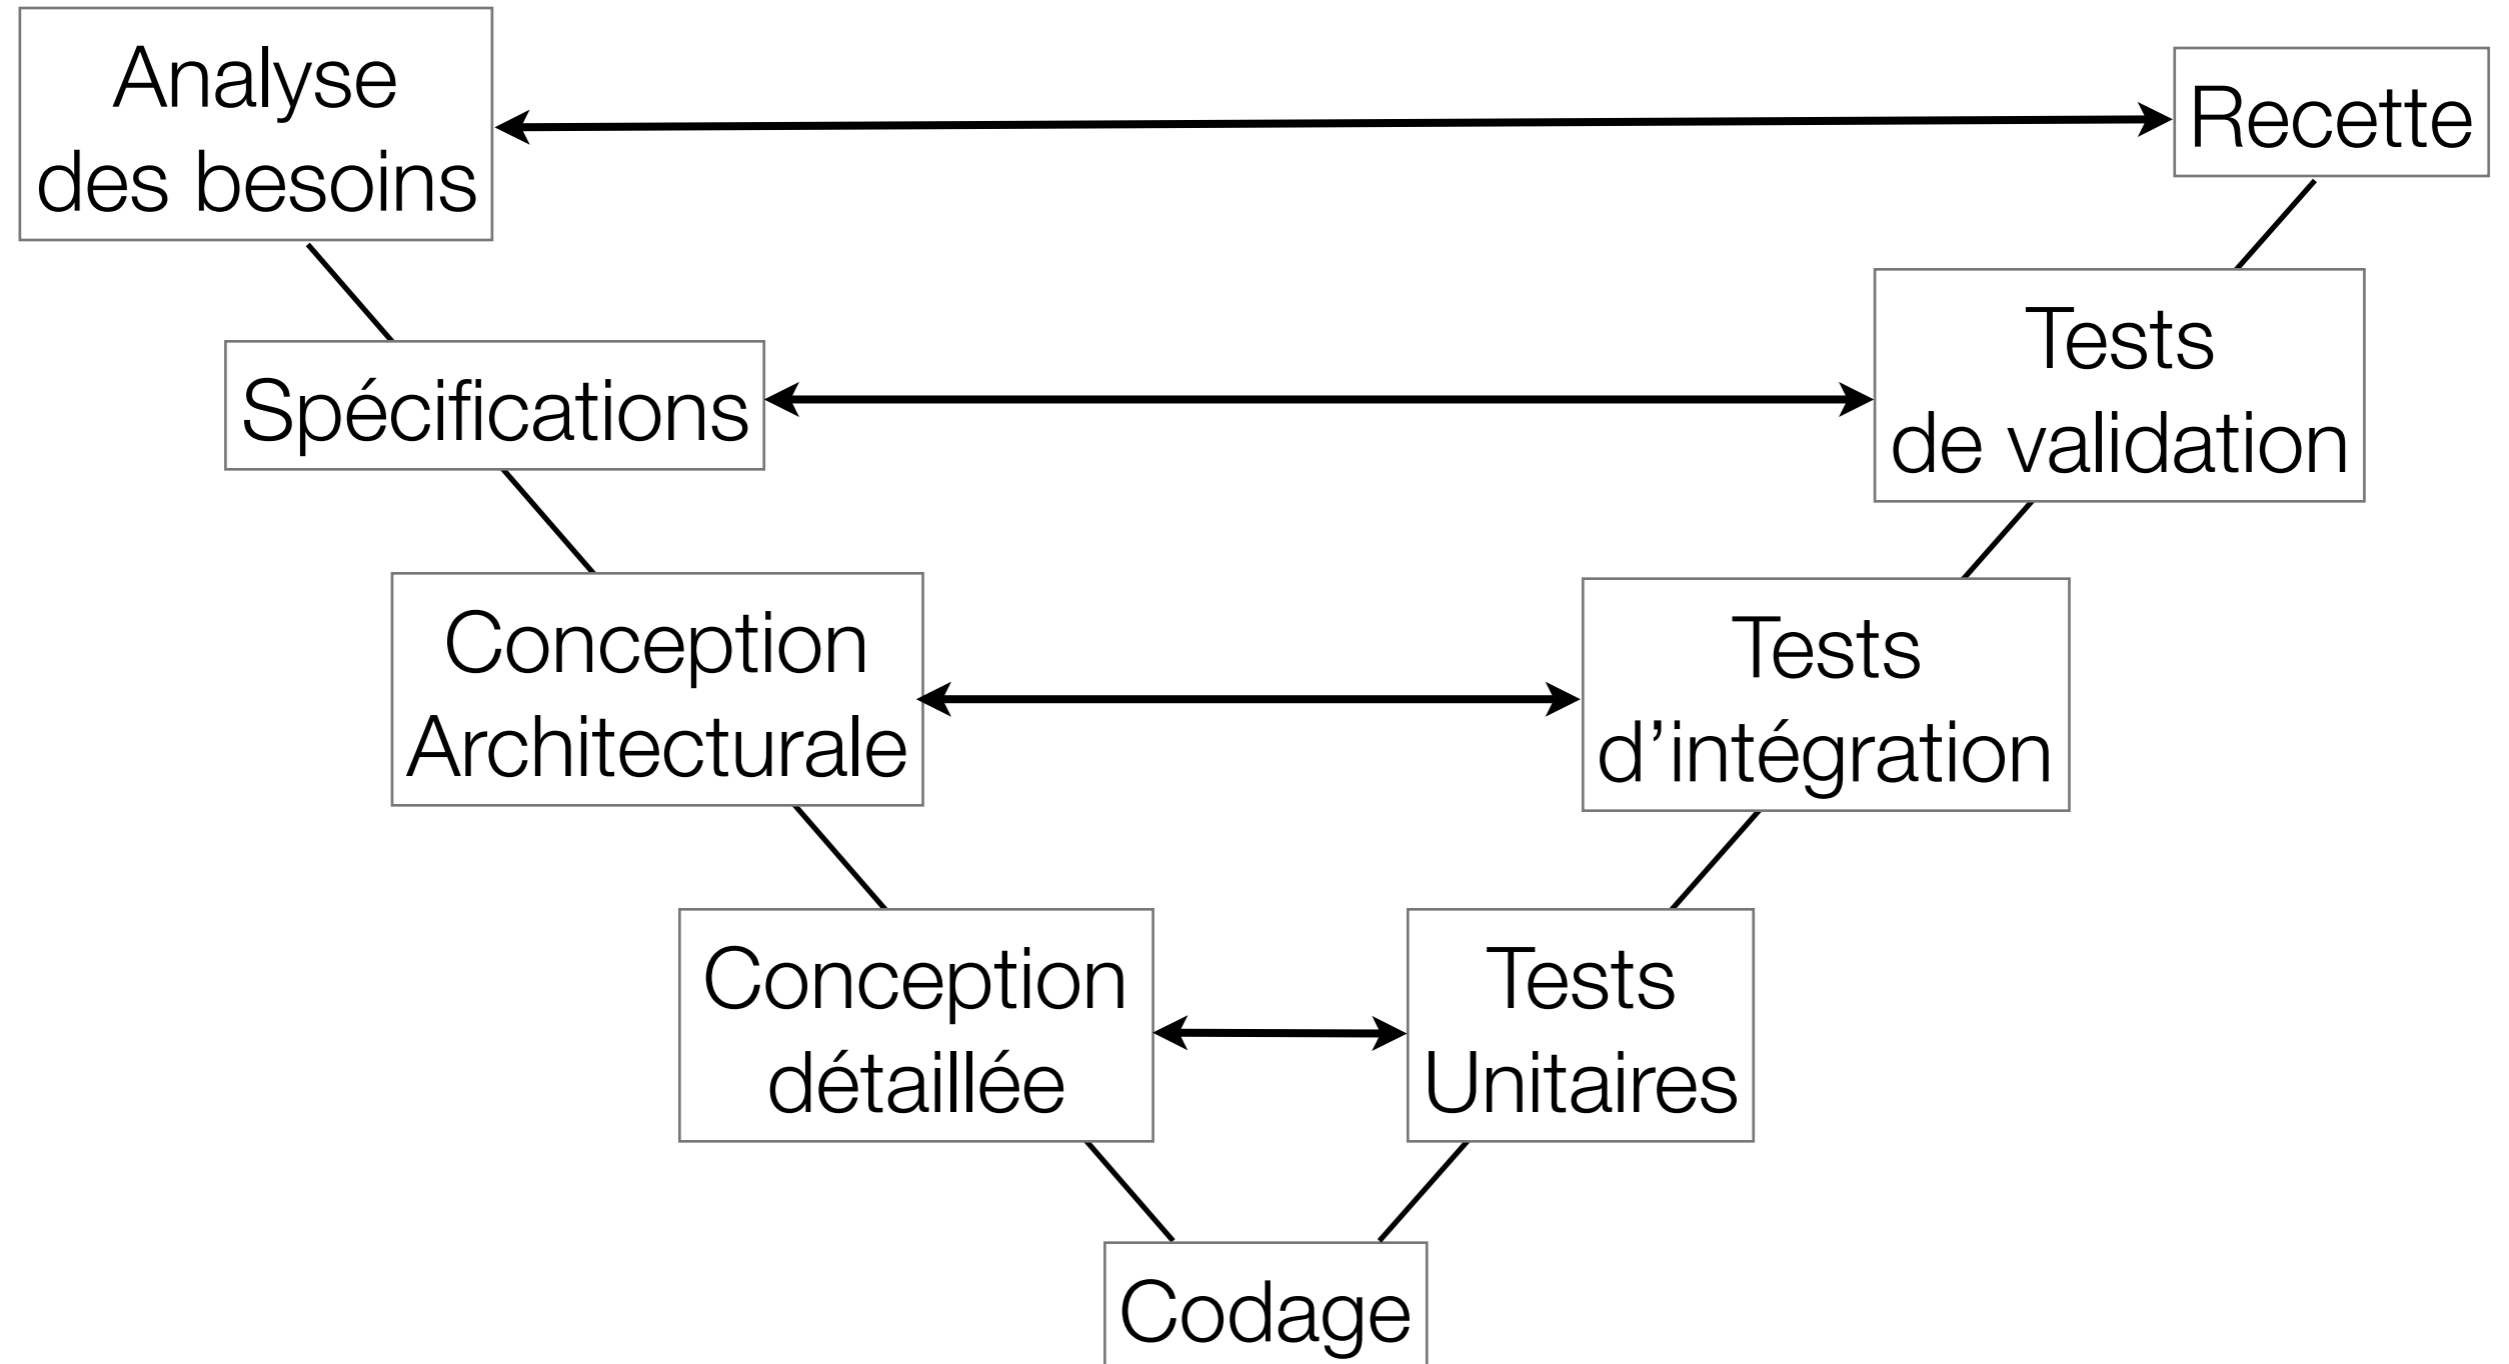 Analyse
des besoins
Recette
Spécifications
Tests
de validation
Conception
Architecturale
Tests
d’intégration
Conception
détaillée
Tests
Unitaires
Codage